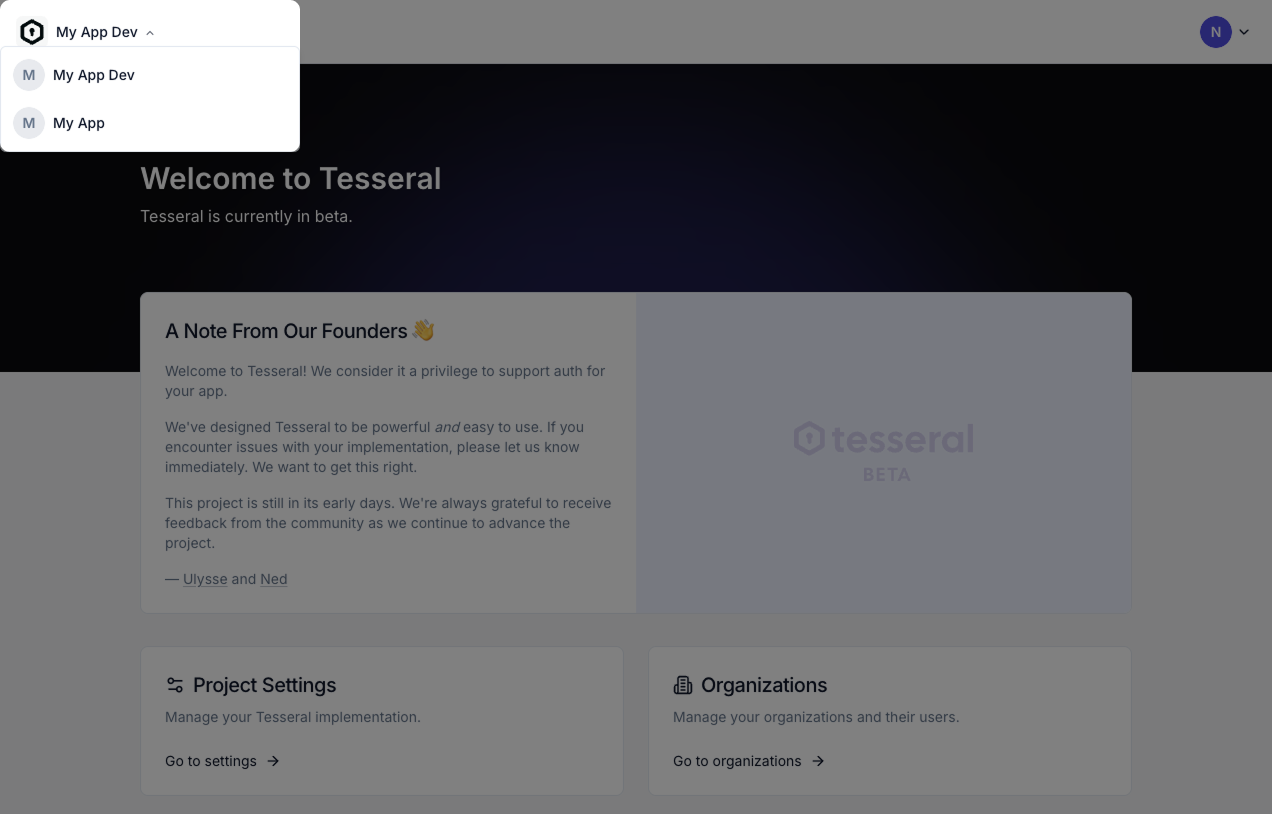 My App Dev
N
M My App Dev
M My App
Welcome to Tesseral
Tesseral is currently in beta.
A Note From Our Founders 👋
Welcome to Tesseral! We consider it a privilege to support auth for
your app.
We've designed Tesseral to be powerful and easy to use. If you
encounter issues with your implementation, please let us know
immediately. We want to get this right.
This project is still in its early days. We're always grateful to receive
feedback from the community as we continue to advance the
project.
— Ulysse and Ned
tesseral
BETA
Project Settings
Manage your Tesseral implementation.
Go to settings →
Organizations
Manage your organizations and their users.
Go to organizations →